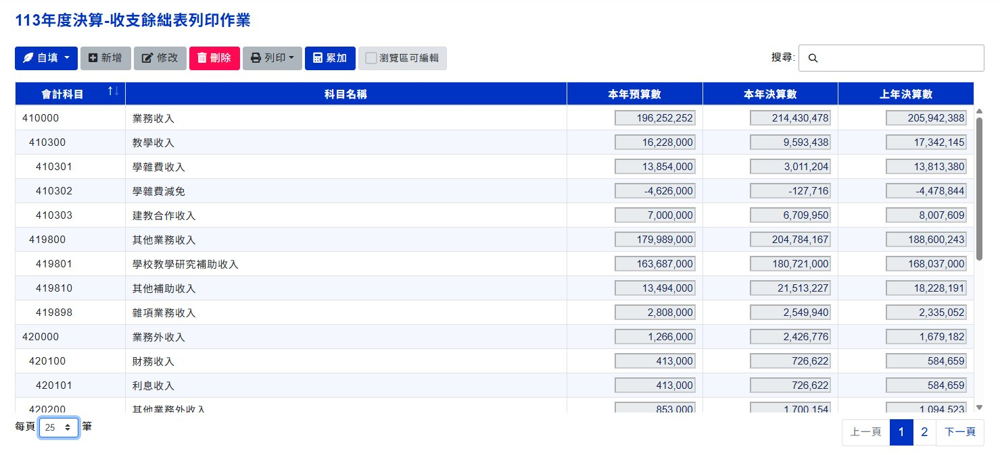 113年度決算-收支餘絀表列印作業
自填 新增 修改 刪除 列印 累加 瀏覽區可編輯 搜尋:
會計科目 科目名稱 本年預算數 本年決算數 上年決算數
410000 業務收入 196,252,252 214,430,478 205,942,388
410300 教學收入 16,228,000 9,593,438 17,342,145
410301 學雜費收入 13,854,000 3,011,204 13,813,380
410302 學雜費減免 -4,626,000 -127,716 -4,478,844
410303 建教合作收入 7,000,000 6,709,950 8,007,609
419800 其他業務收入 179,989,000 204,784,167 188,600,243
419801 學校教學研究補助收入 163,687,000 180,721,000 168,037,000
419810 其他補助收入 13,494,000 21,513,227 18,228,191
419898 雜項業務收入 2,808,000 2,549,940 2,335,052
420000 業務外收入 1,266,000 2,426,776 1,679,182
420100 財務收入 413,000 726,622 584,659
420101 利息收入 413,000 726,622 584,659
420200 其他業務外收入 853,000 1,700,154 1,094,523
每頁 25 筆 上一頁 1 2 下一頁